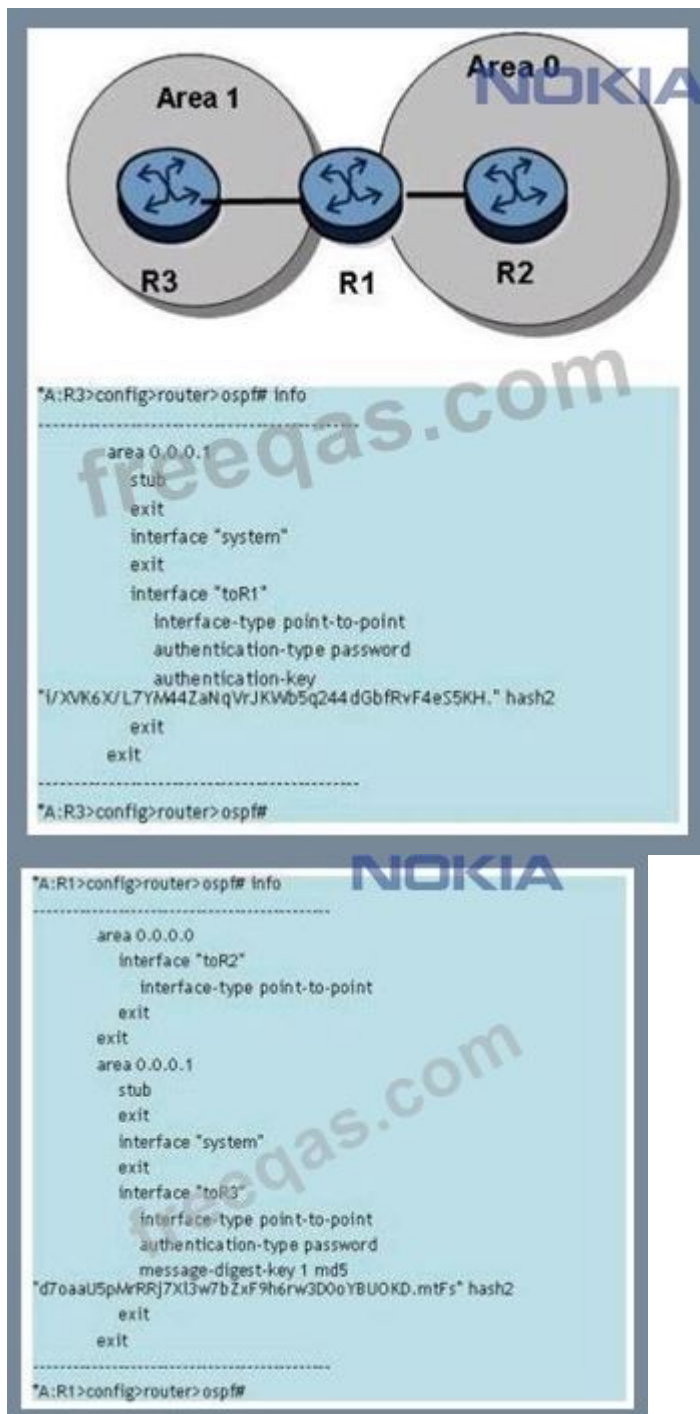 Area 1
Area 0
NOKIA
R3
R1
R2
*A:R3>config>router>ospf# info
----------------------------------------------
area 0.0.0.1
stub
exit
interface "system"
exit
interface "toR1"
interface-type point-to-point
authentication-type password
authentication-key
"i/XVK6X/L7YM44ZaNqVrJKWb5q244dGbfRvF4eS5KH." hash2
exit
exit
----------------------------------------------
*A:R3>config>router>ospf#
freeqas.com
NOKIA
*A:R1>config>router>ospf# info
----------------------------------------------
area 0.0.0.0
interface "toR2"
interface-type point-to-point
exit
exit
area 0.0.0.1
stub
exit
interface "system"
exit
interface "toR3"
interface-type point-to-point
authentication-type password
message-digest-key 1 md5
"d7oaaU5pMrRRj7Xl3w7bZxF9h6rw3D0oYBUOKD.mtFs" hash2
exit
exit
----------------------------------------------
*A:R1>config>router>ospf#
freeqas.com